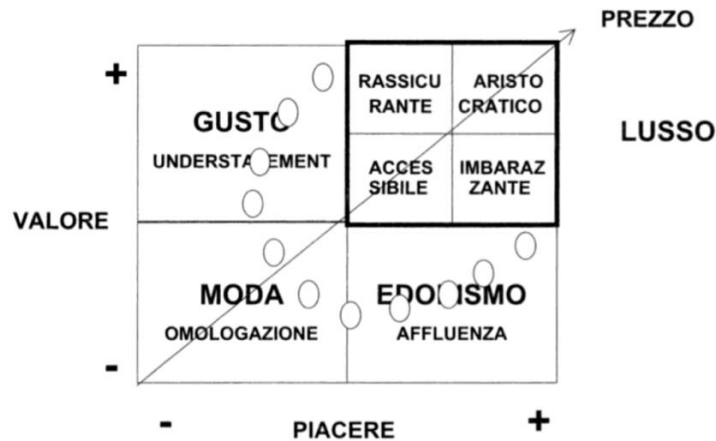 PREZZO
+
RASSICU
RANTE
ARISTO
CRATICO
GUSTO
UNDERSTATEMENT
LUSSO
ACCES
SIBILE
IMBARAZ
ZANTE
VALORE
MODA
OMOLOGAZIONE
EDONISMO
AFFLUENZA
-
-
PIACERE
+